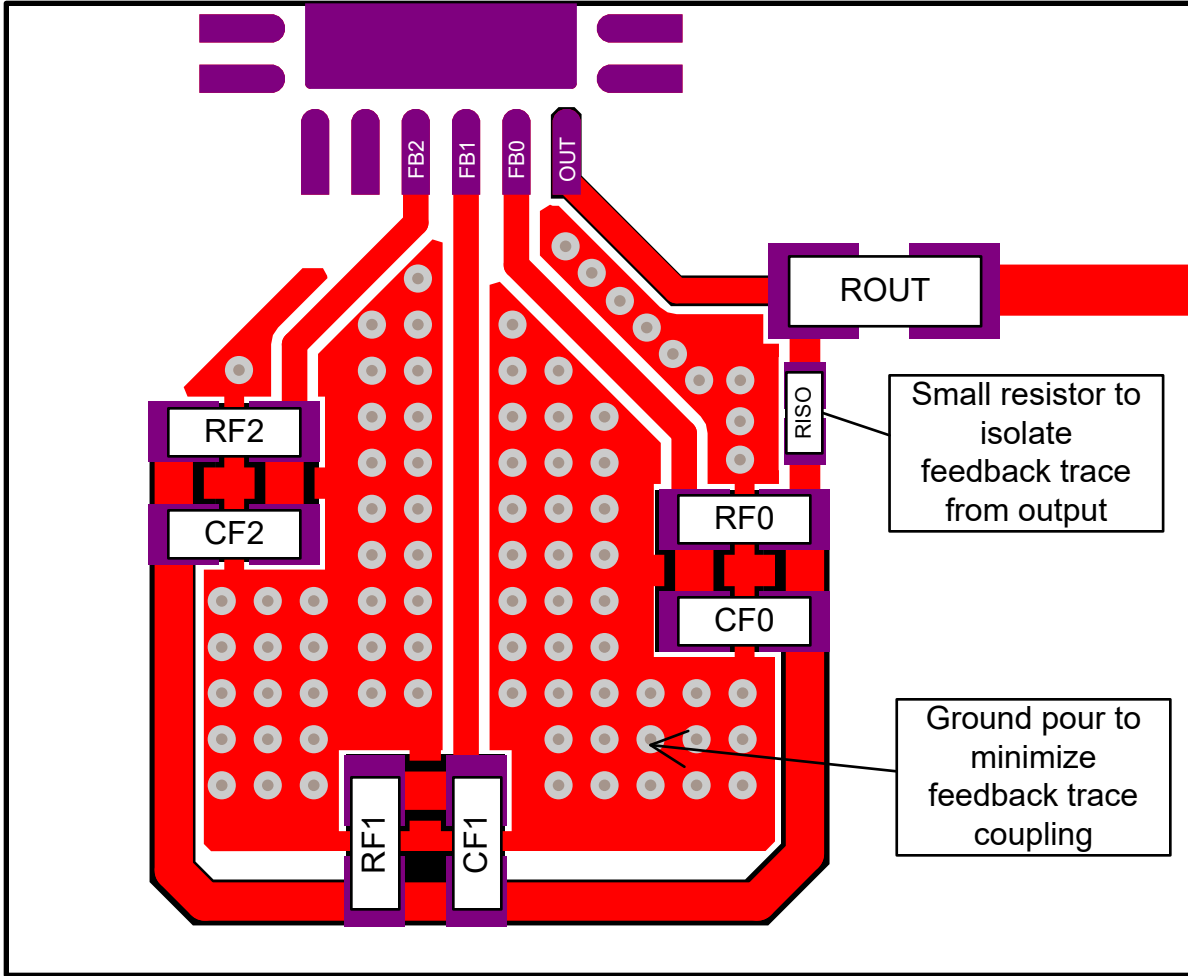 FB2
FB1
FB0
OUT
ROUT
RISO
Small resistor to
isolate
feedback trace
from output
RF2
CF2
RF0
CF0
Ground pour to
minimize
feedback trace
coupling
RF1
CF1